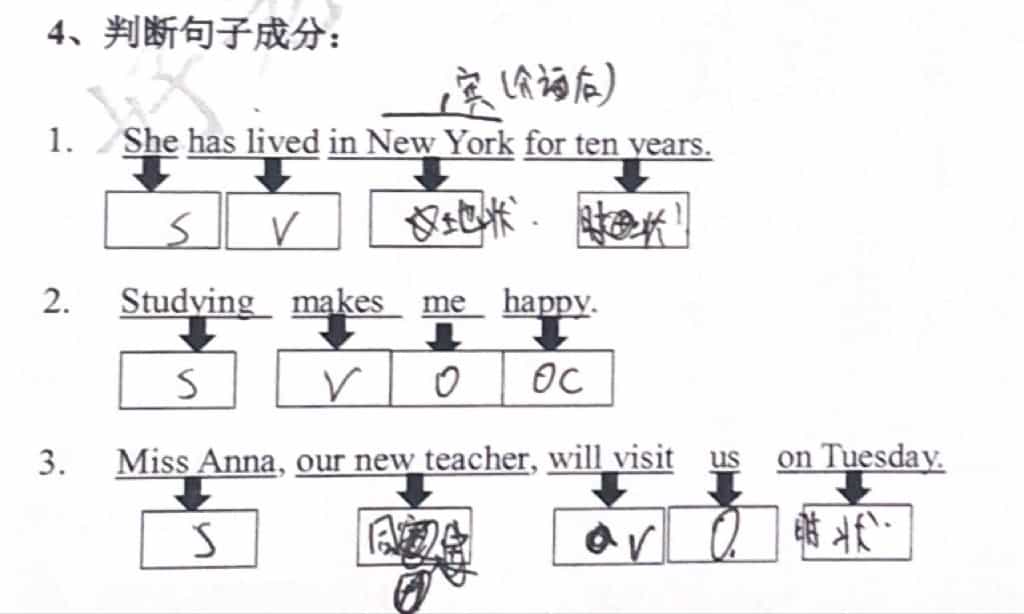 4、判断句子成分：
宾（介词后）
1. She has lived in New York for ten years.
S V 地状. 时状
2. Studying makes me happy.
S V O OC
3. Miss Anna, our new teacher, will visit us on Tuesday.
S 同 V O. 时状.